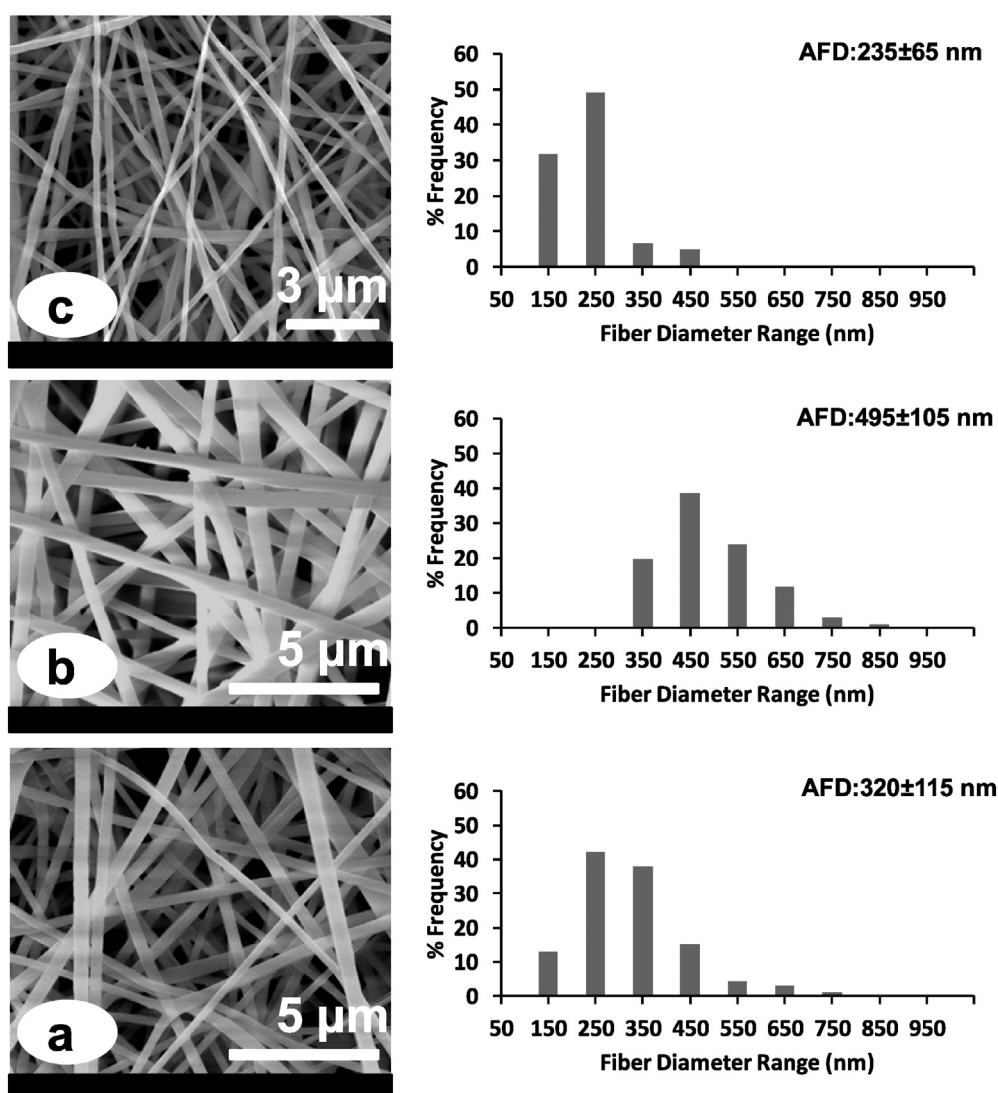 c
3 µm
AFD:235±65 nm
60
50
40
30
20
10
0
% Frequency
50 150 250 350 450 550 650 750 850 950
Fiber Diameter Range (nm)
b
5 µm
AFD:495±105 nm
60
50
40
30
20
10
0
% Frequency
50 150 250 350 450 550 650 750 850 950
Fiber Diameter Range (nm)
a
5 µm
AFD:320±115 nm
60
50
40
30
20
10
0
% Frequency
50 150 250 350 450 550 650 750 850 950
Fiber Diameter Range (nm)